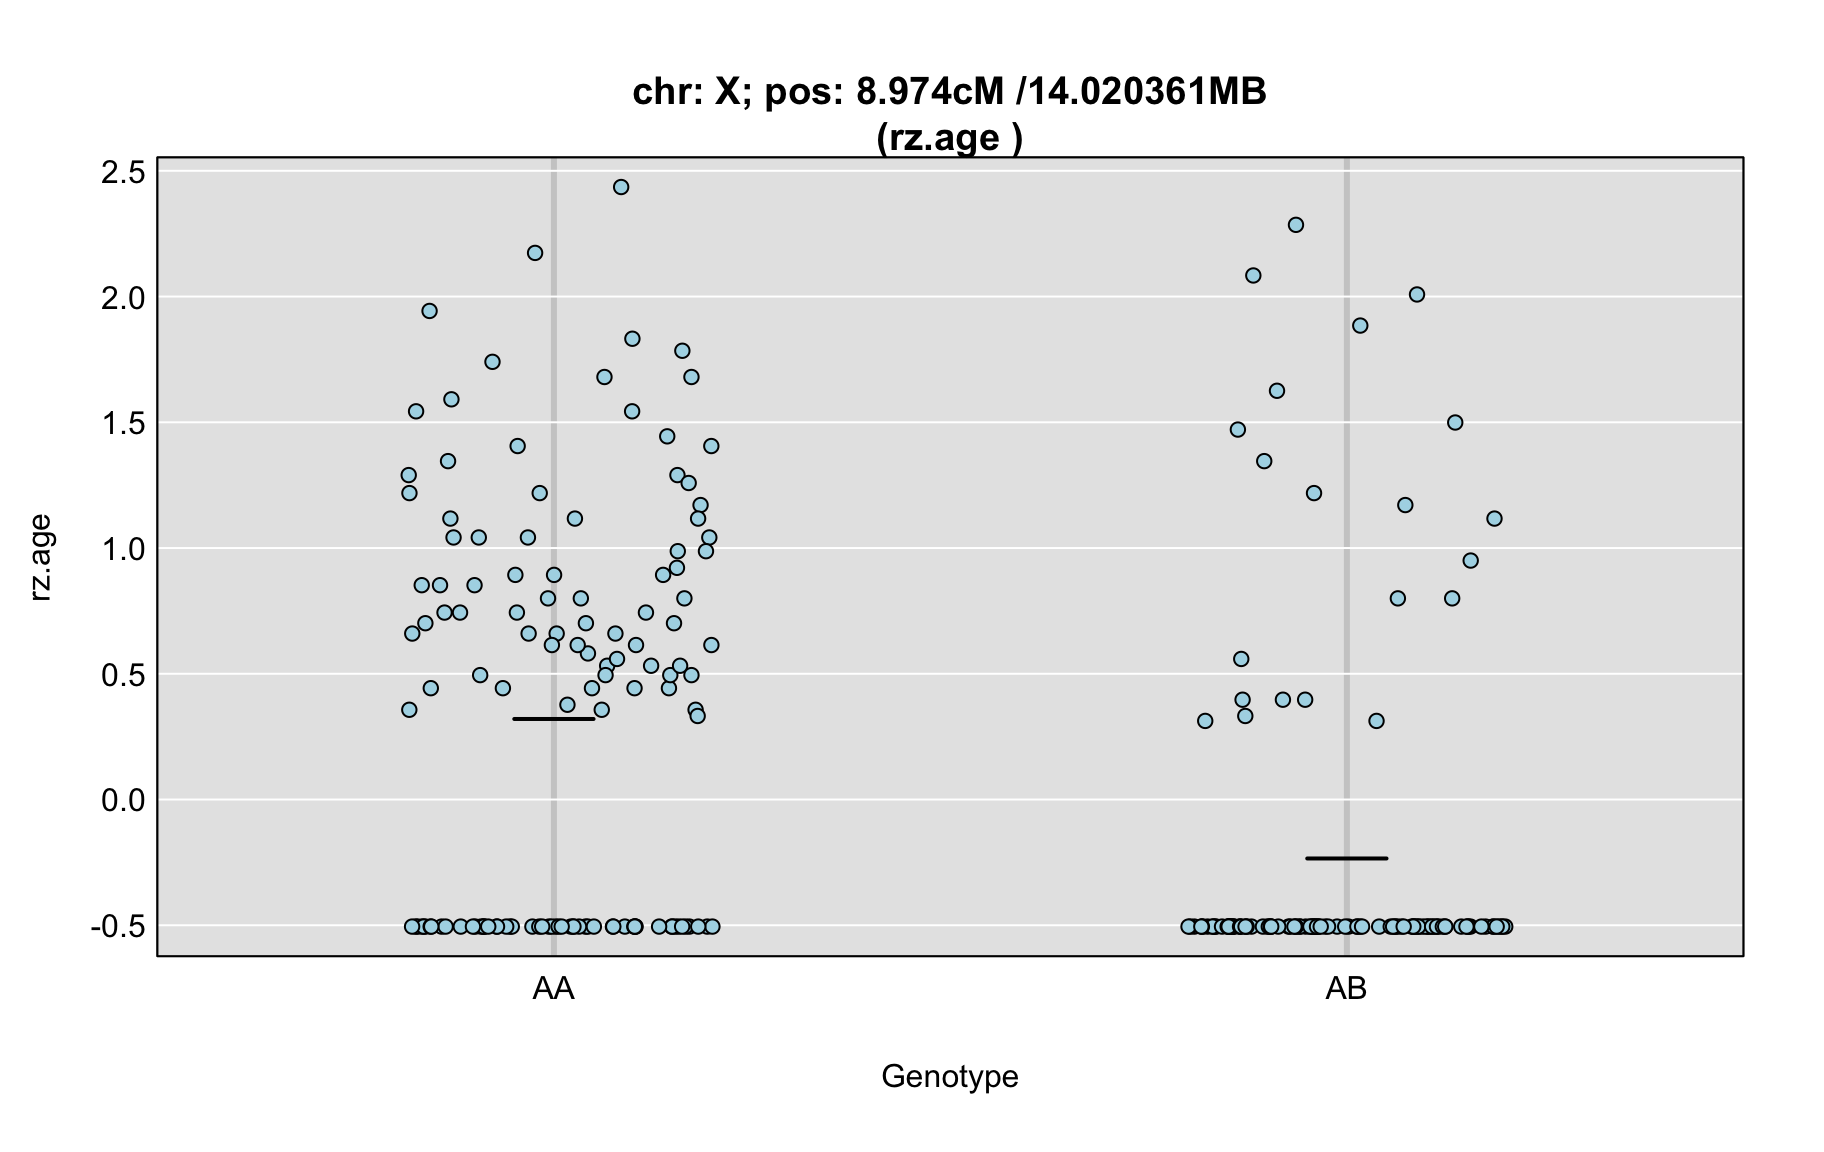 chr: X; pos: 8.974cM /14.020361MB
(rz.age )
2.5
2.0
1.5
1.0
0.5
0.0
-0.5
rz.age
AA
AB
Genotype